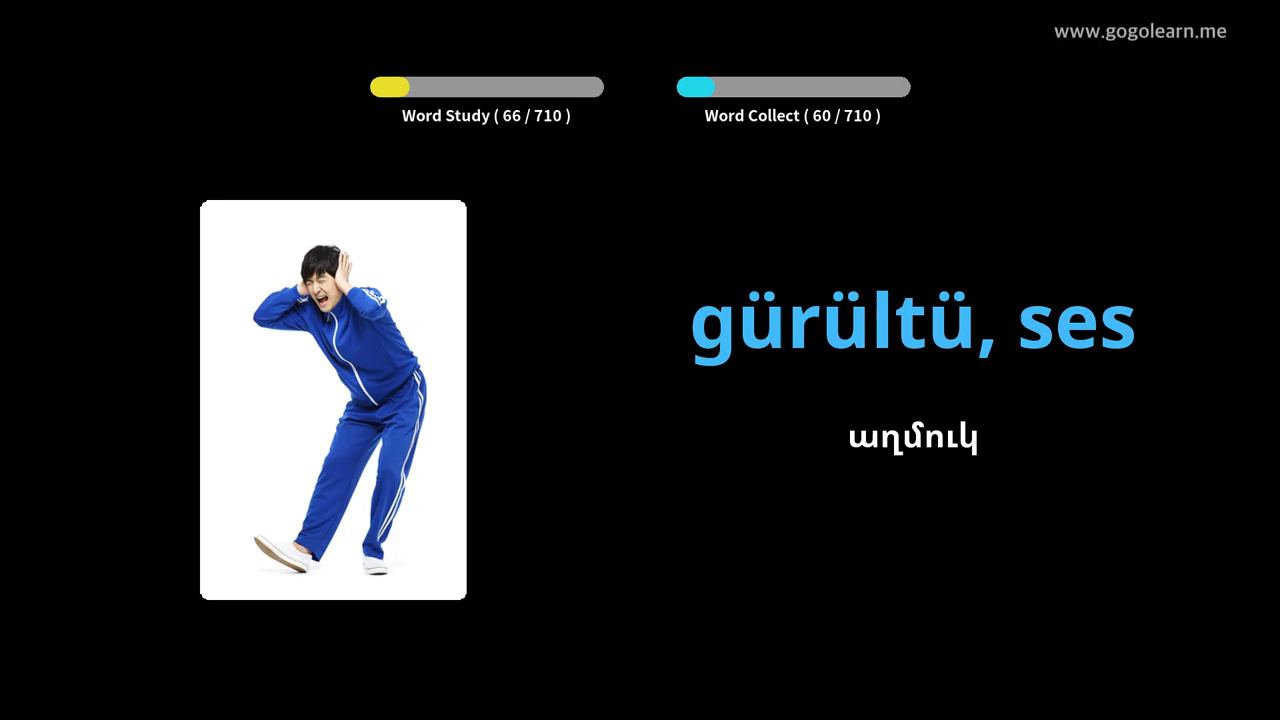 www.gogolearn.me
Word Study ( 66 / 710 )
Word Collect ( 60 / 710 )
gürültü, ses
աղմուկ